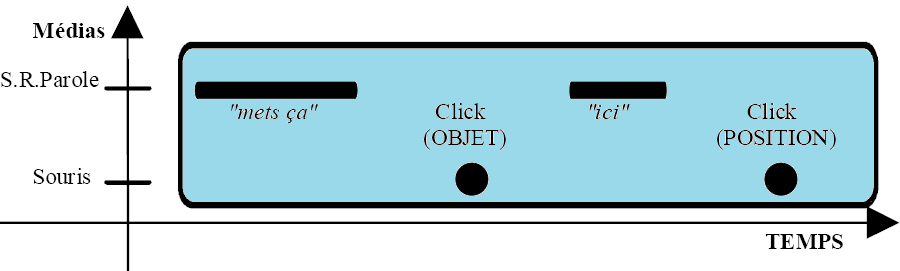 Médias
S.R.Parole
"mets ça"
Click
(OBJET)
"ici"
Click
(POSITION)
Souris
TEMPS